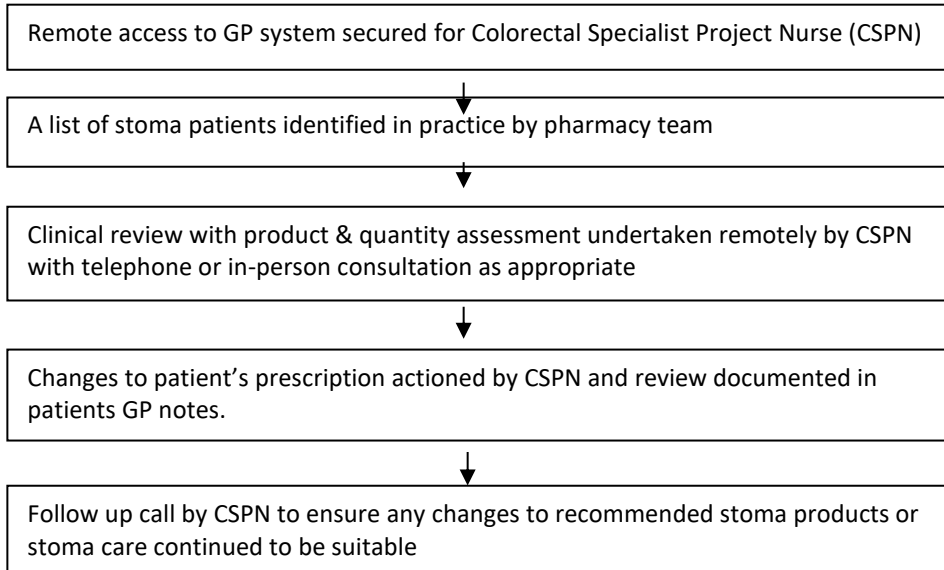 Remote access to GP system secured for Colorectal Specialist Project Nurse (CSPN)
A list of stoma patients identified in practice by pharmacy team
Clinical review with product & quantity assessment undertaken remotely by CSPN
with telephone or in-person consultation as appropriate
Changes to patient’s prescription actioned by CSPN and review documented in
patients GP notes.
Follow up call by CSPN to ensure any changes to recommended stoma products or
stoma care continued to be suitable